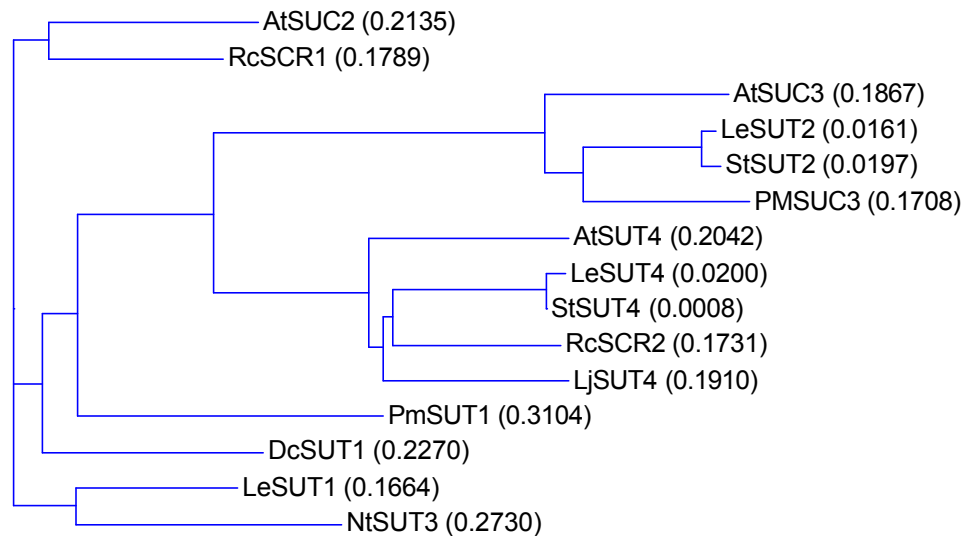 AtSUC2 (0.2135)
RcSCR1 (0.1789)
AtSUC3 (0.1867)
LeSUT2 (0.0161)
StSUT2 (0.0197)
PMSUC3 (0.1708)
AtSUT4 (0.2042)
LeSUT4 (0.0200)
StSUT4 (0.0008)
RcSCR2 (0.1731)
LjSUT4 (0.1910)
PmSUT1 (0.3104)
DcSUT1 (0.2270)
LeSUT1 (0.1664)
NtSUT3 (0.2730)